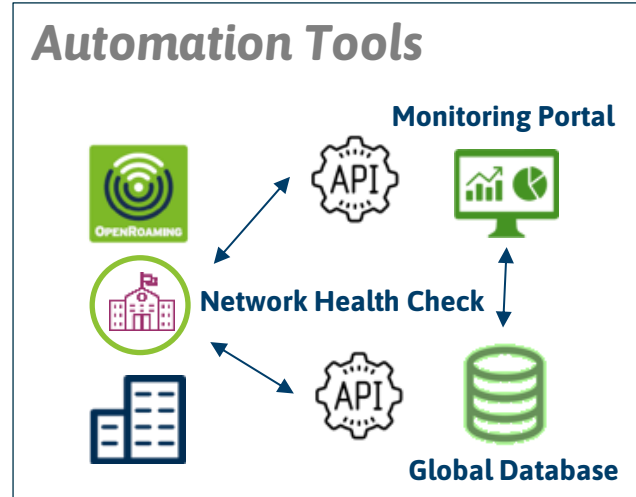 Automation Tools
Monitoring Portal
API
OPENROAMING
Network Health Check
API
Global Database